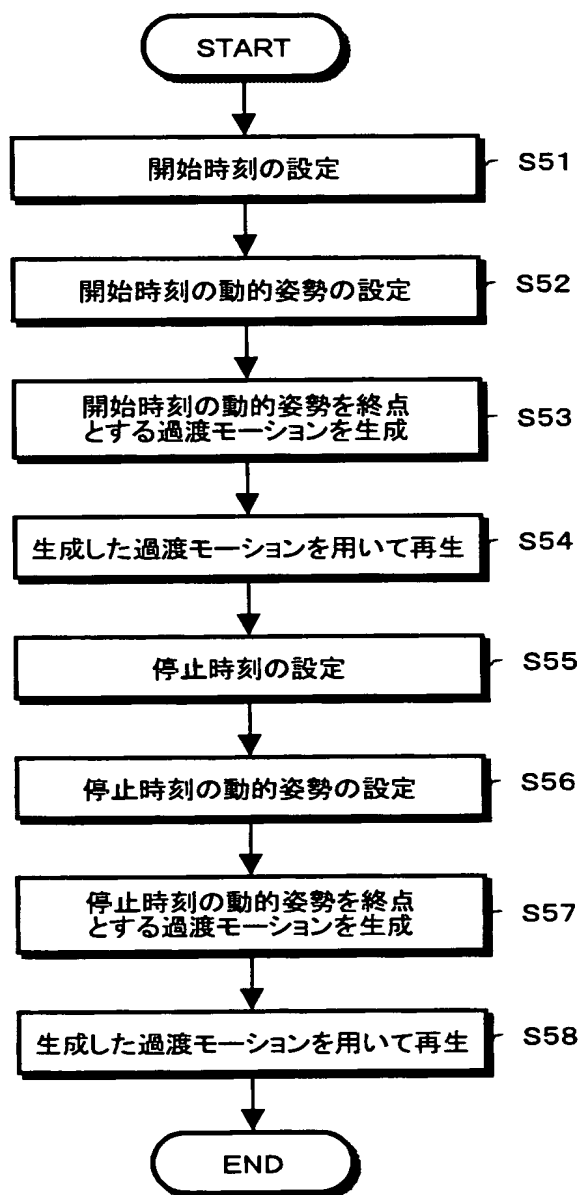 START
開始時刻の設定
S51
開始時刻の動的姿勢の設定
S52
開始時刻の動的姿勢を終点
とする過渡モーションを生成
S53
生成した過渡モーションを用いて再生
S54
停止時刻の設定
S55
停止時刻の動的姿勢の設定
S56
停止時刻の動的姿勢を終点
とする過渡モーションを生成
S57
生成した過渡モーションを用いて再生
S58
END